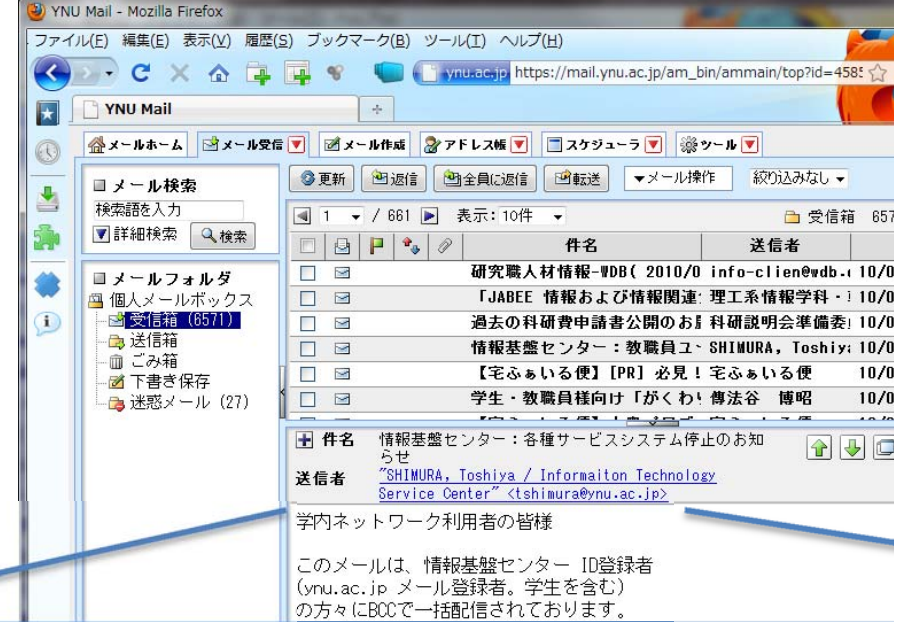 YNU Mail - Mozilla Firefox
ファイル(F) 編集(E) 表示(V) 履歴(S) ブックマーク(B) ツール(T) ヘルプ(H)
ynu.ac.jp https://mail.ynu.ac.jp/am_bin/ammain/top?id=4585
YNU Mail
メールホーム メール受信 メール作成 アドレス帳 スケジューラ ツール
メール検索
検索語を入力
詳細検索 検索
メールフォルダ
個人メールボックス
受信箱 (6571)
送信箱
ごみ箱
下書き保存
迷惑メール (27)
更新 返信 全員に返信 転送 ▼メール操作 絞り込みなし
1 / 661 表示: 10件 受信箱 657
件名 送信者
研究職人材情報-WDB( 2010/0 info-clien@wdb. 10/0
「JABEE 情報および情報関連 理工系情報学科・ 10/0
過去の科研費申請書公開のお 科研説明会準備委 10/0
情報基盤センター:教職員ユ SHIMURA, Toshiy 10/0
【宅ふぁいる便】[PR] 必見! 宅ふぁいる便 10/0
学生・教職員様向け「がくわ 傳法谷 博昭 10/0
件名 情報基盤センター:各種サービスシステム停止のお知
らせ
送信者 "SHIMURA, Toshiya / Informaiton Technology
Service Center" <tshimura@ynu.ac.jp>
学内ネットワーク利用者の皆様
このメールは、情報基盤センター ID登録者
(ynu.ac.jp メール登録者。学生を含む)
の方々にBCCで一括配信されております。